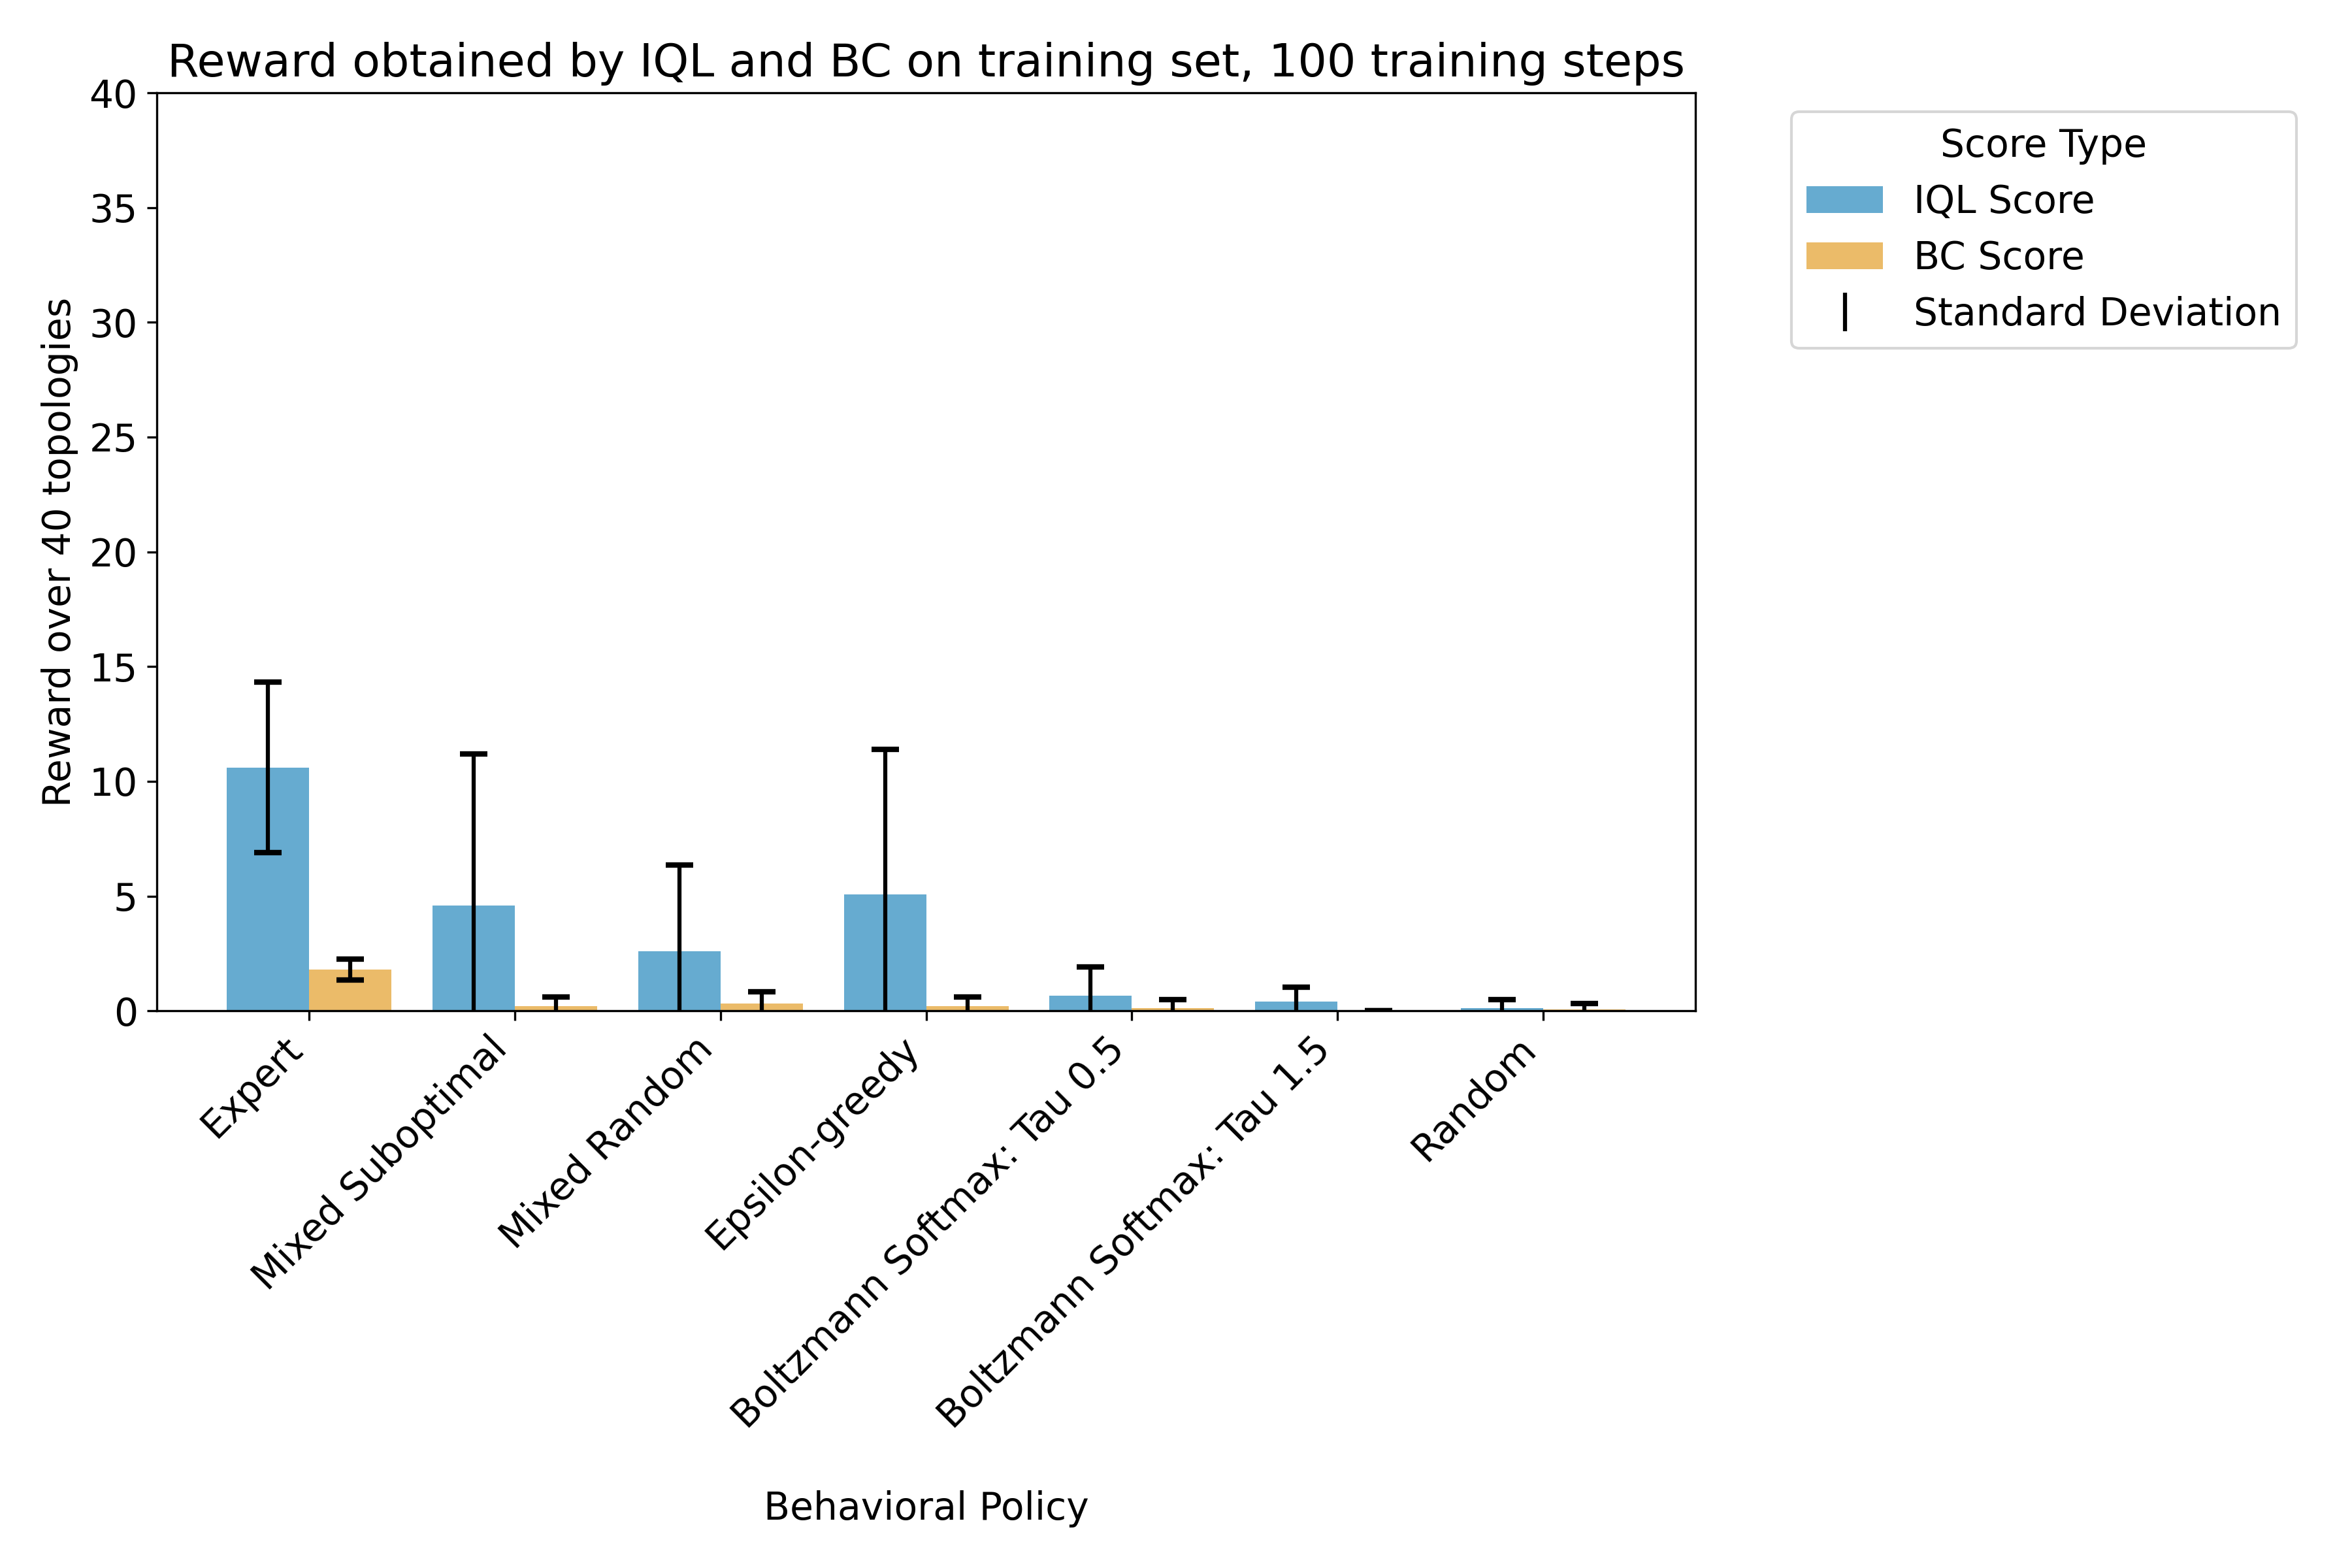 Reward obtained by IQL and BC on training set, 100 training steps
Reward over 40 topologies
40
35
30
25
20
15
10
5
0
Score Type
IQL Score
BC Score
Standard Deviation
Expert
Mixed Suboptimal
Mixed Random
Epsilon-greedy
Boltzmann Softmax: Tau 0.5
Boltzmann Softmax: Tau 1.5
Random
Behavioral Policy